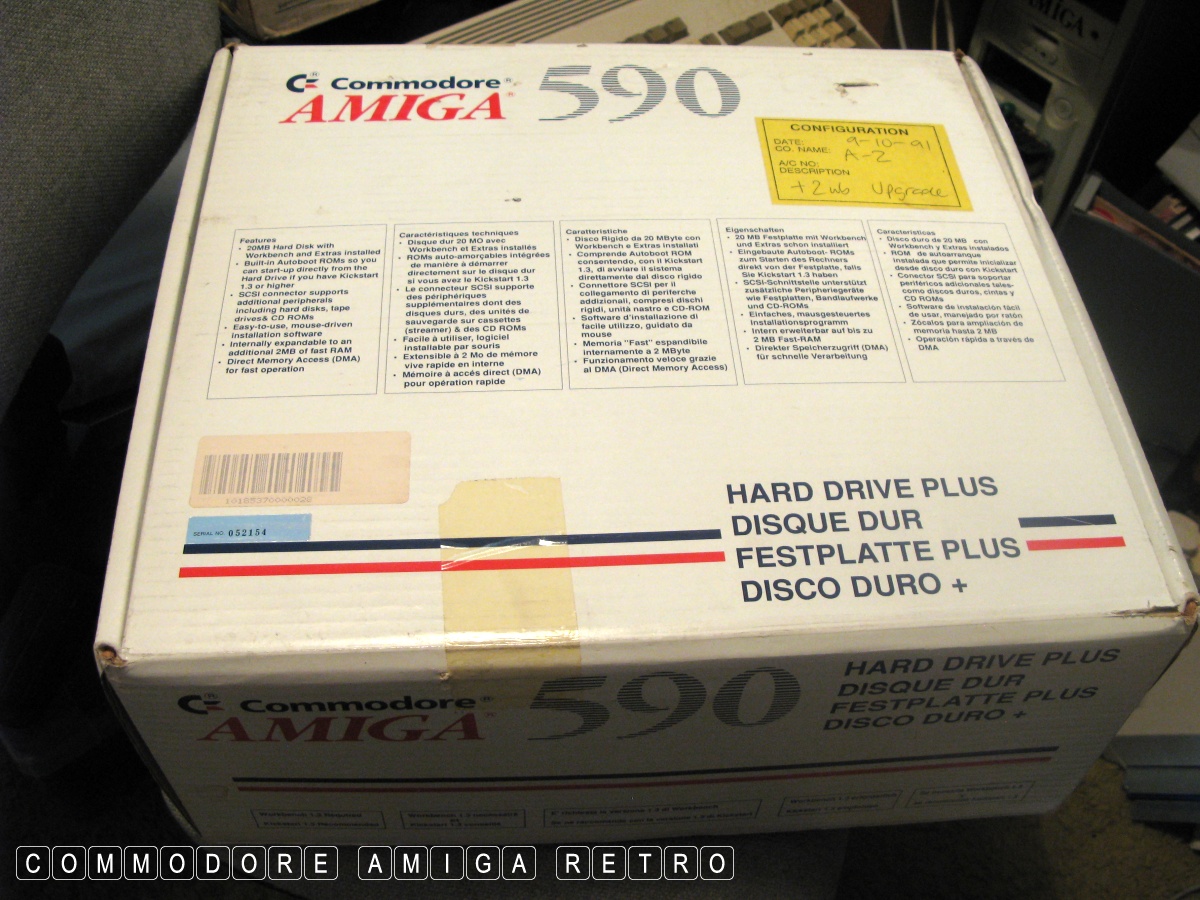 AMIGA
Commodore®
AMIGA® 590
CONFIGURATION
DATE: 9-10-91
CO. NAME: A-Z
A/C NO:
DESCRIPTION
+2mb Upgrade
Features
• 20MB Hard Disk with
Workbench and Extras installed
• Built-in Autoboot ROMs so you
can start-up directly from the
Hard Drive if you have Kickstart
1.3 or higher
• SCSI connector supports
additional peripherals
including hard disks, tape
drives& CD ROMs
• Easy-to-use, mouse-driven
installation software
• Internally expandable to an
additional 2MB of fast RAM
• Direct Memory Access (DMA)
for fast operation
Caractéristiques techniques
• Disque dur 20 MO avec
Workbench et Extras installés
• ROMs auto-amorçables intégrées
de manière à démarer
directement sur le disque dur
si vous avez le Kickstart 1.3
• Le connecteur SCSI supporte
des périphériques
supplémentaires dont des
disques durs, des unités de
sauvegarde sur cassettes
(streamer) & des CD ROMs
• Facile à utiliser, logiciel
installable par souris
• Extensible à 2 Mo de mémore
vive rapide en interne
• Mémoire à accés direct (DMA)
pour opération rapide
Caratteristiche
• Disco Rigido da 20 MByte con
Workbench e Extras installati
• Comprende Autoboot ROM
consentendo, con il Kickstart
1.3, di avviare il sistema
direttamente dal disco rigido
• Connettore SCSI per il
collegamento di periferiche
addizionali, compresi dischi
rigidi, unità nastro e CD-ROM
• Software d'installazione di
facile utilizzo, guidato da
mouse
• Memoria "Fast" espandibile
internamente a 2 MByte
• Funzionamento veloce grazie
al DMA (Direct Memory Access)
Eigenschaften
• 20 MB Festplatte mit Workbench
und Extras schon installiert
• Eingebaute Autoboot- ROMs
zum Starten des Rechners
direkt von der Festplatte, falls
Sie Kickstart 1.3 haben
• SCSI-Schnittstelle unterstützt
zusätzliche Peripheriegeräte
wie Festplatten, Bandlaufwerke
und CD-ROMs
• Einfaches, mausgesteuertes
Installationsprogramm
• Intern erweiterbar auf bis zu
2 MB Fast-RAM
• Direkter Speicherzugriff (DMA)
für schnelle Verarbeitung
Caracteristicas
• Disco duro de 20 MB con
Workbench y Extras instalados
• ROM de autoarranque
instalada que permite inicializar
desde disco duro con Kickstart
• Conector SCSI para soportar
periféricos adicionales tales-
como discos duros, cintas y
CD ROMs
• Software de instalación fácil
de usar, manejado por ratón
• Zócalos para ampliación de
memoria hasta 2 MB
• Operación rápida a través de
DMA
SERIAL NO. 052154
HARD DRIVE PLUS
DISQUE DUR
FESTPLATTE PLUS
DISCO DURO +
Commodore®
AMIGA 590
HARD DRIVE PLUS
DISQUE DUR
FESTPLATTE PLUS
DISCO DURO +
Workbench 1.3 Required
Kickstart 1.3 Recommended
COMMODORE AMIGA RETRO